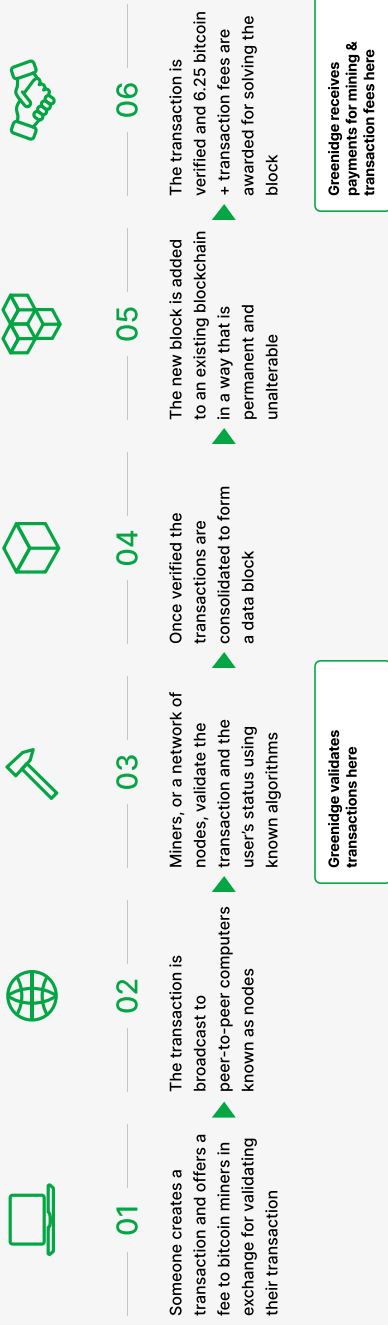 01
Someone creates a
transaction and offers a
fee to bitcoin miners in
exchange for validating
their transaction
02
The transaction is
broadcast to
peer-to-peer computers
known as nodes
03
Miners, or a network of
nodes, validate the
transaction and the
user's status using
known algorithms
Greenidge validates
transactions here
04
Once verified the
transactions are
consolidated to form
a data block
05
The new block is added
to an existing blockchain
in a way that is
permanent and
unalterable
06
The transaction is
verified and 6.25 bitcoin
+ transaction fees are
awarded for solving the
block
Greenidge receives
payments for mining &
transaction fees here